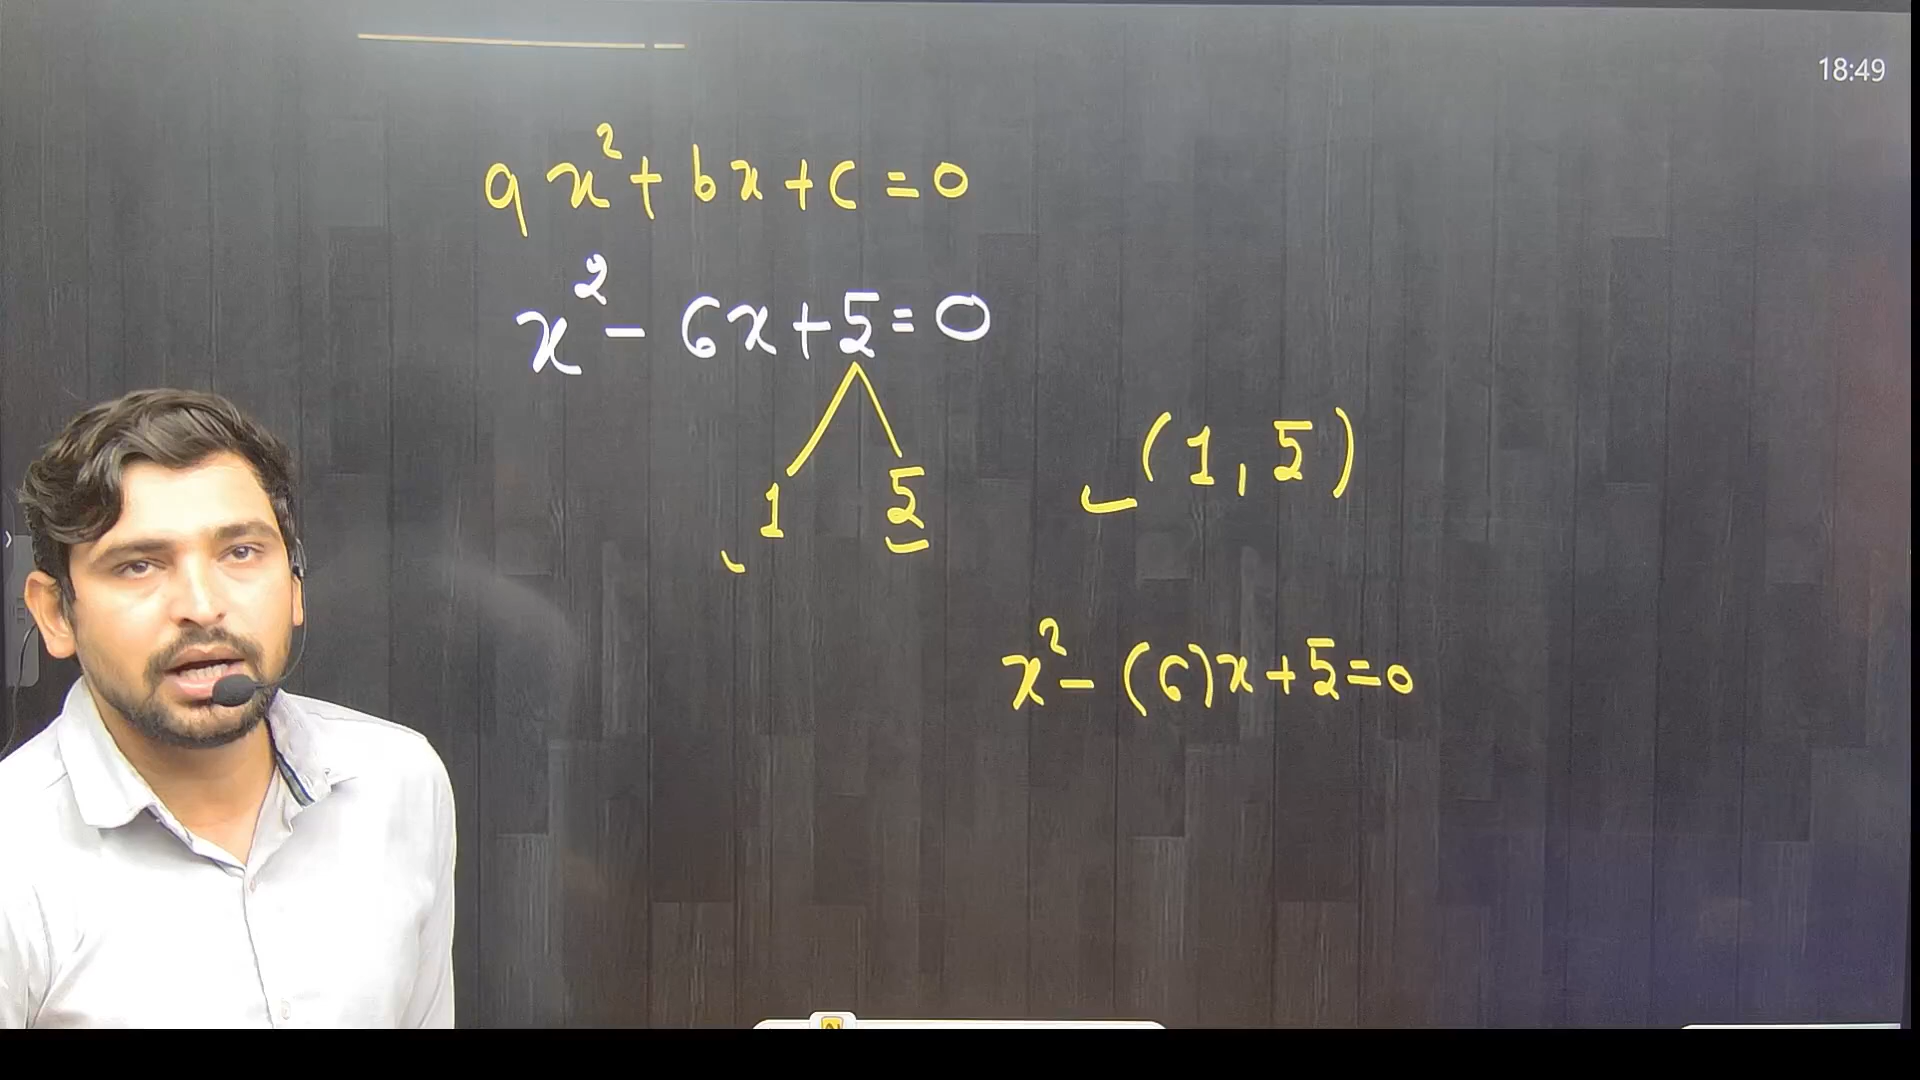 18:49
ax²+bx+c=0
x²-6x+5=0
1 5
(1,5)
x²-(6)x+5=0